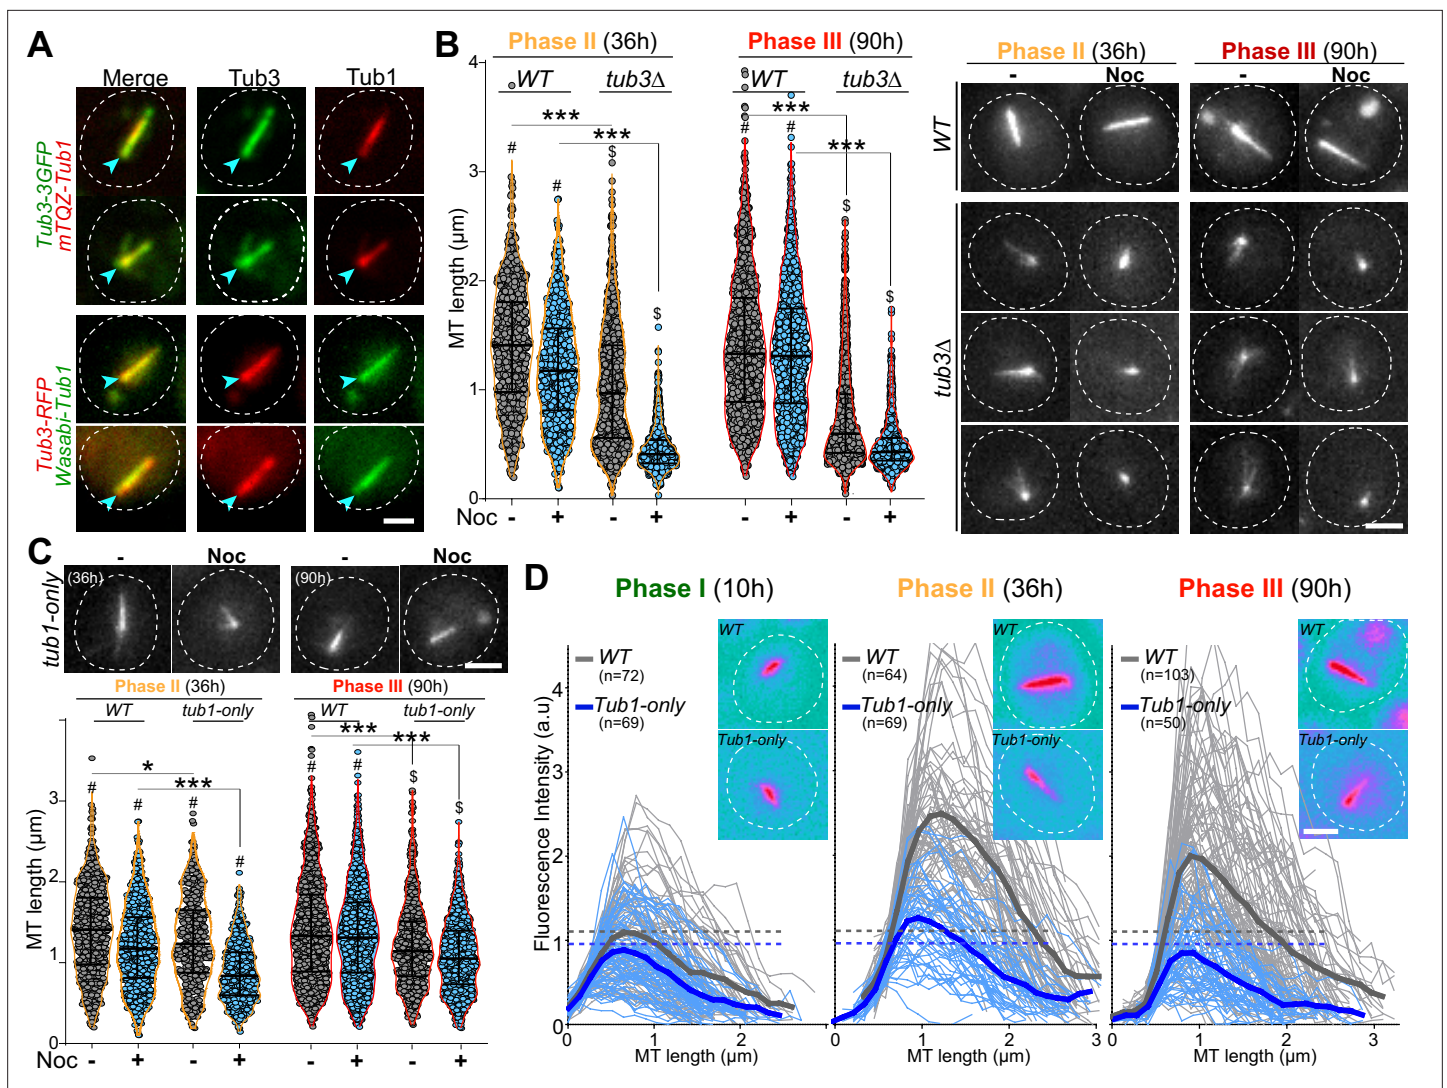 A
Merge
Tub3
Tub1
Tub3-3GFP
mTQZ-Tub1
Tub3-RFP
Wasabi-Tub1
B
Phase II (36h)
Phase III (90h)
WT
tub3Δ
WT
tub3Δ
MT length (µm)
4
3
2
1
0
***
***
***
***
#
#
$
$
#
#
$
$
Noc
-
+
-
+
-
+
-
+
Phase II (36h)
Phase III (90h)
-
Noc
-
Noc
WT
tub3Δ
C
-
Noc
-
Noc
tub1-only
(36h)
(90h)
Phase II (36h)
Phase III (90h)
WT
tub1-only
WT
tub1-only
MT length (µm)
3
2
1
0
*
***
***
***
#
#
#
#
#
#
$
$
Noc
-
+
-
+
-
+
-
+
D
Phase I (10h)
Phase II (36h)
Phase III (90h)
Fluorescence Intensity (a.u)
4
3
2
1
0
WT
(n=72)
Tub1-only
(n=69)
WT
Tub1-only
0
1
2
MT length (µm)
WT
(n=64)
Tub1-only
(n=69)
WT
Tub1-only
0
1
2
3
MT length (µm)
WT
(n=103)
Tub1-only
(n=50)
WT
Tub1-only
0
1
2
3
MT length (µm)